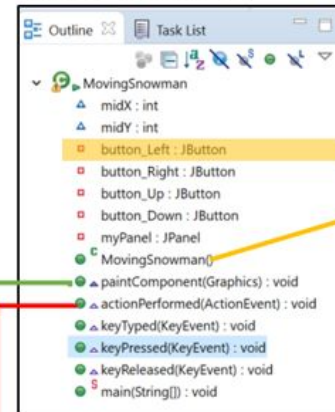 Outline Task List
MovingSnowman
midX : int
midY : int
button_Left : JButton
button_Right : JButton
button_Up : JButton
button_Down : JButton
myPanel : JPanel
MovingSnowman()
paintComponent(Graphics) : void
actionPerformed(ActionEvent) : void
keyTyped(KeyEvent) : void
keyPressed(KeyEvent) : void
keyReleased(KeyEvent) : void
main(String[]) : void